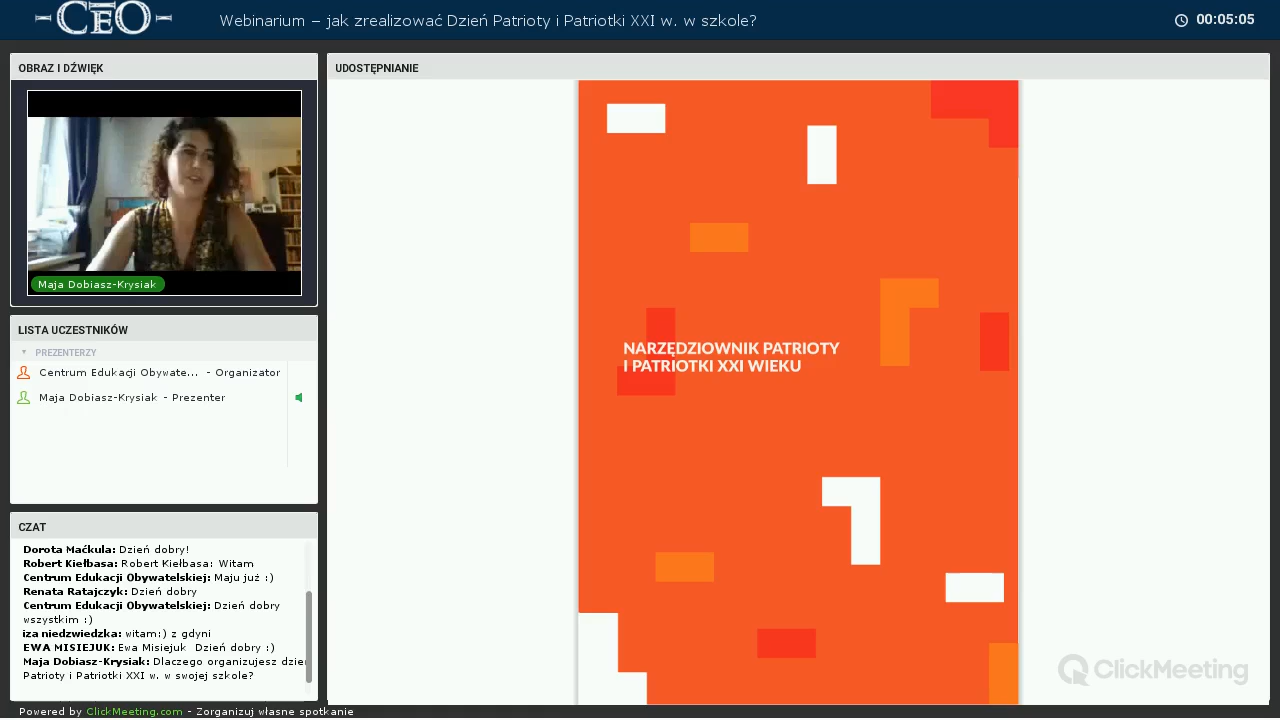 CEO
Webinarium – jak zrealizować Dzień Patrioty i Patriotki XXI w. w szkole?
00:05:05
OBRAZ I DŹWIĘK
Maja Dobiasz-Krysiak
LISTA UCZESTNIKÓW
PREZENTERZY
Centrum Edukacji Obywate... - Organizator
Maja Dobiasz-Krysiak - Prezenter
CZAT
Dorota Maćkula: Dzień dobry!
Robert Kiełbasa: Robert Kiełbasa: Witam
Centrum Edukacji Obywatelskiej: Maju już :)
Renata Ratajczyk: Dzień dobry
Centrum Edukacji Obywatelskiej: Dzień dobry
wszystkim :)
iza niedzwiedzka: witam;) z gdyni
EWA MISIEJUK: Ewa Misiejuk Dzień dobry :)
Maja Dobiasz-Krysiak: Dlaczego organizujesz dzień
Patrioty i Patriotki XXI w. w swojej szkole?
Powered by ClickMeeting.com - Zorganizuj własne spotkanie
UDOSTĘPNIANIE
NARZĘDZIOWNIK PATRIOTY
I PATRIOTKI XXI WIEKU
ClickMeeting